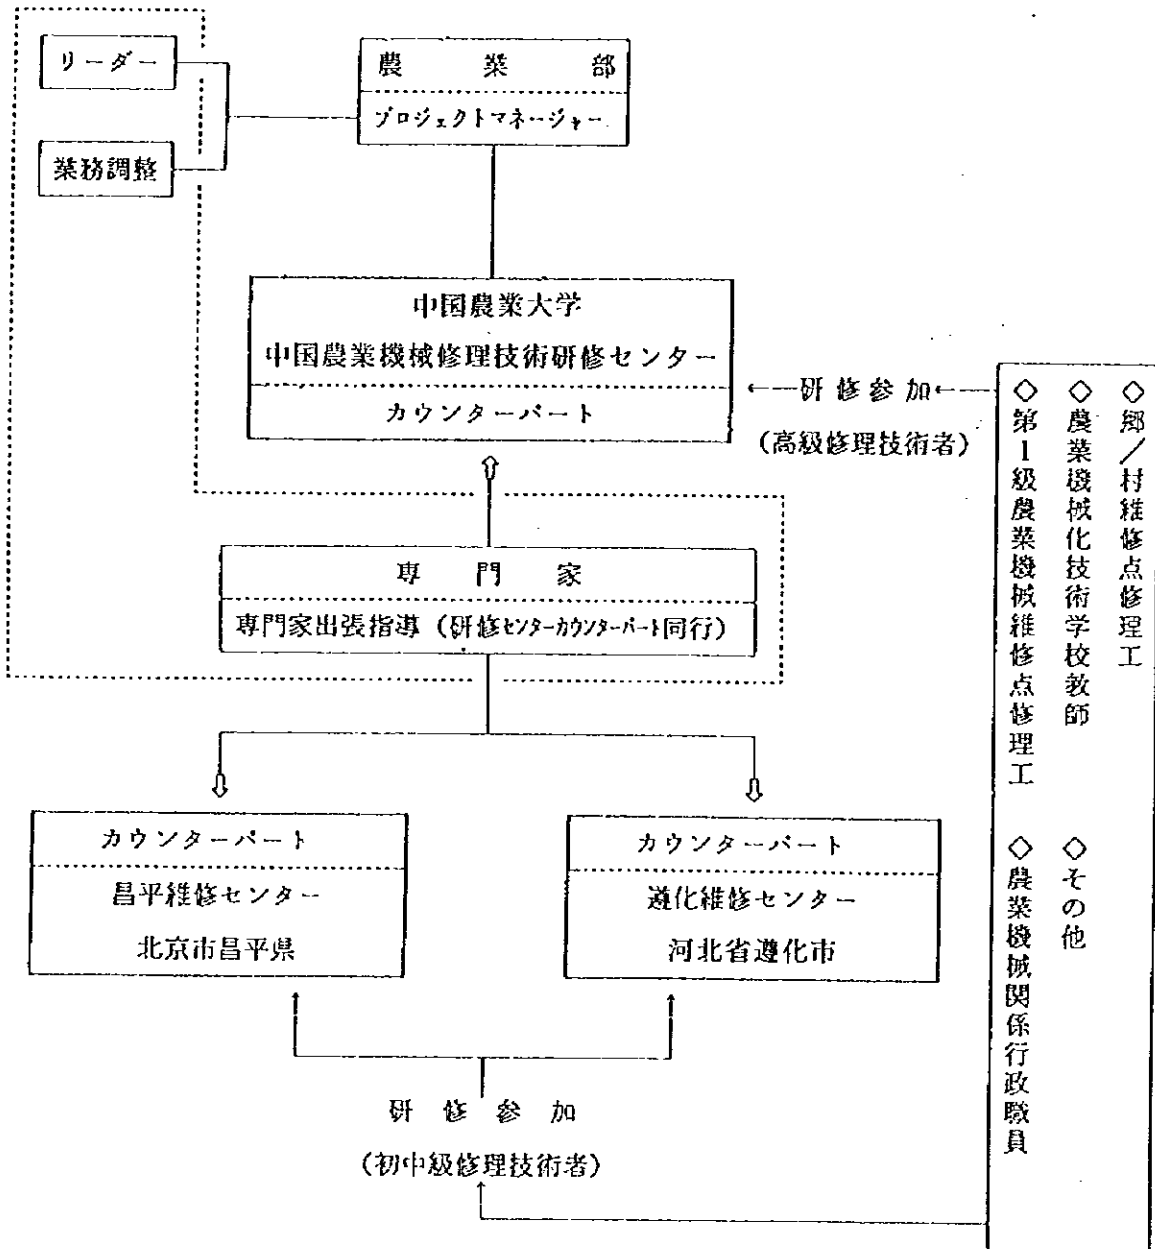 リーダー
業務調整
農業部
プロジェクトマネージャー
中国農業大学
中国農業機械修理技術研修センター
カウンターパート
←―研修参加←
(高級修理技術者)
専門家
専門家出張指導(研修センターカウンターパート同行)
カウンターパート
昌平維修センター
北京市昌平県
カウンターパート
遵化維修センター
河北省遵化市
研修参加
(初中級修理技術者)
◇郷/村維修点修理工
◇農業機械化技術学校教師
◇その他
◇第1級農業機械維修点修理工
◇農業機械関係行政職員